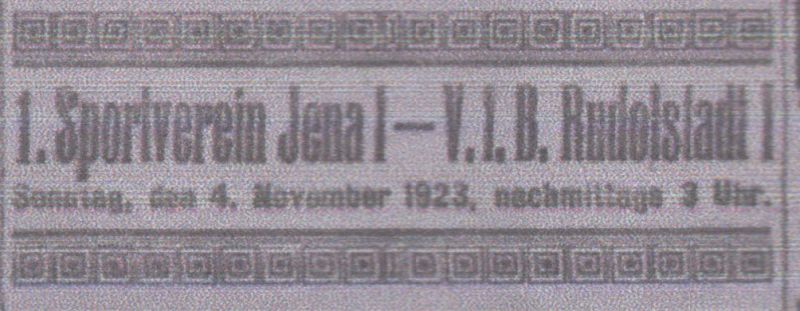 1. Sportverein Jena I — V. f. B. Rudolstadt I
Sonntag, den 4. November 1923, nachmittags 3 Uhr.